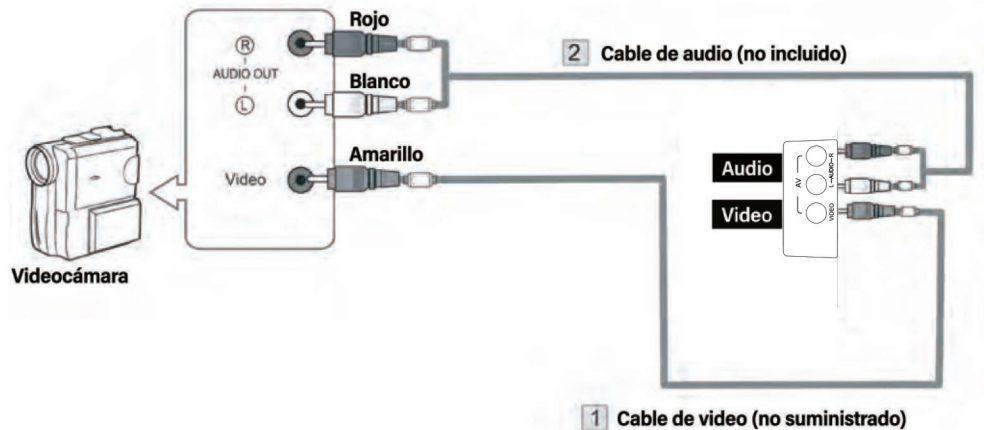 Rojo
R
AUDIO OUT
L
Blanco
Amarillo
Video
Videocámara
2 Cable de audio (no incluido)
Audio
Video
AV
L-AUDIO-R
VIDEO
1 Cable de video (no suministrado)